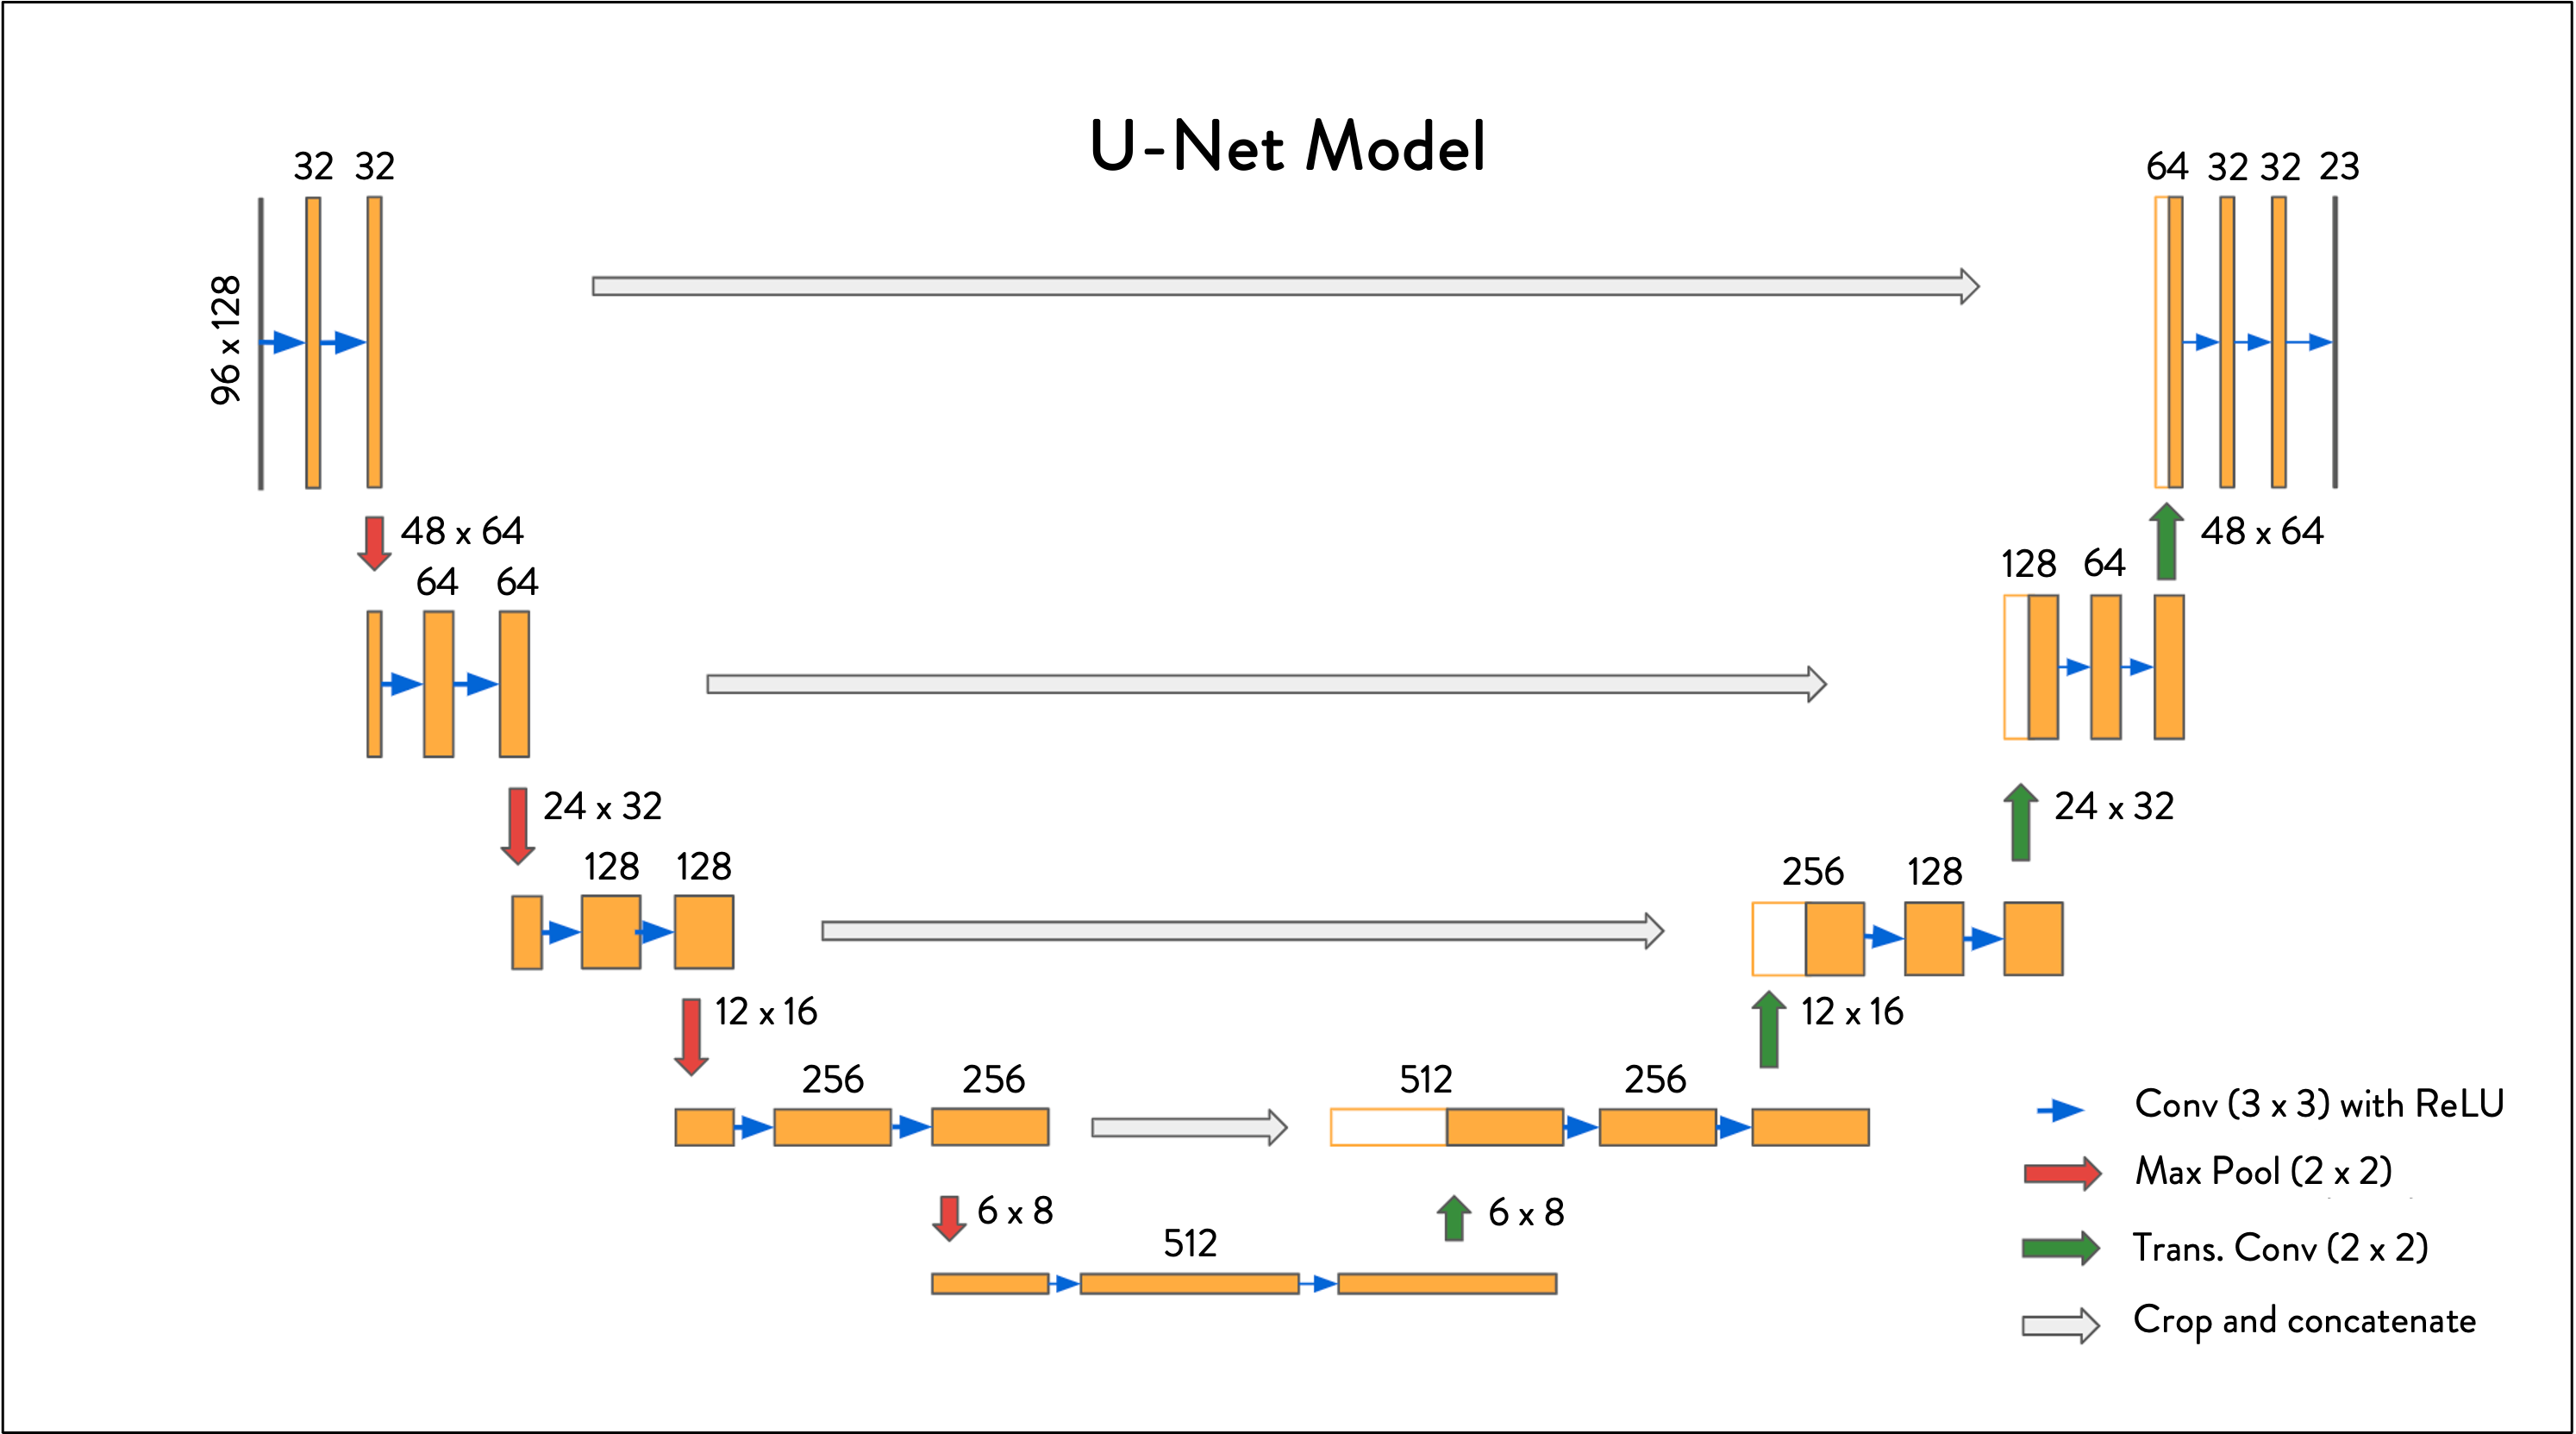 U-Net Model
32 32
96 x 128
64 32 32 23
48 x 64
64 64
48 x 64
128 64
24 x 32
128 128
24 x 32
256 128
12 x 16
256 256
12 x 16
512 256
6 x 8
512
6 x 8
Conv (3 x 3) with ReLU
Max Pool (2 x 2)
Trans. Conv (2 x 2)
Crop and concatenate